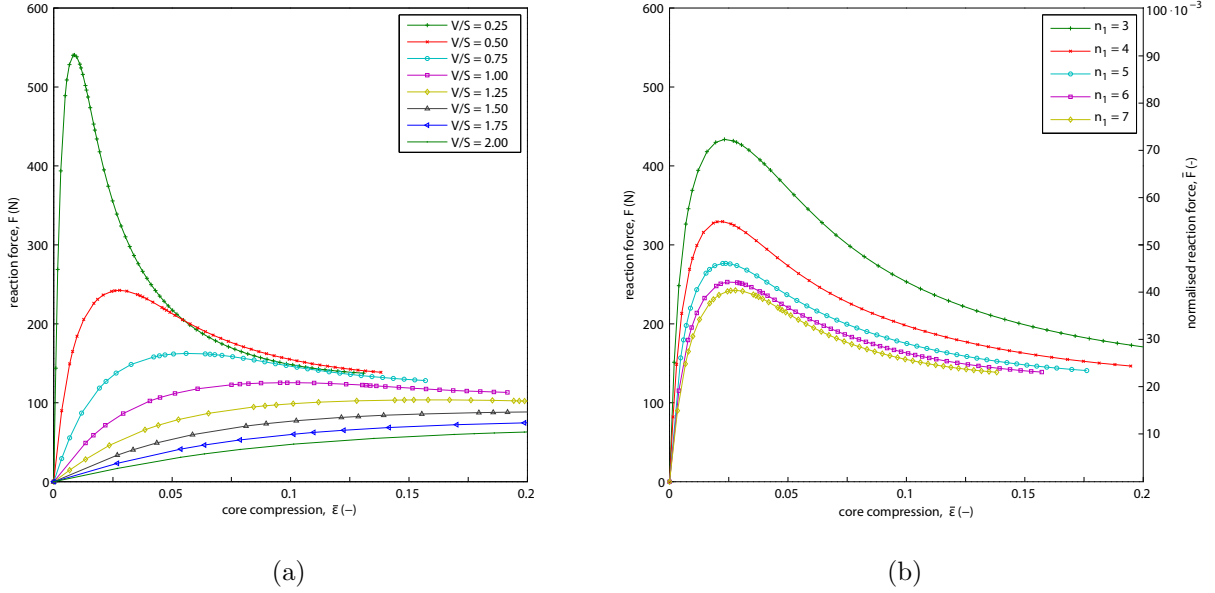 600
500
400
300
200
100
0
reaction force, F (N)
0
0.05
0.1
0.15
0.2
core compression, ε̄ (−)
V/S = 0.25
V/S = 0.50
V/S = 0.75
V/S = 1.00
V/S = 1.25
V/S = 1.50
V/S = 1.75
V/S = 2.00
(a)
600
500
400
300
200
100
0
reaction force, F (N)
0
0.05
0.1
0.15
0.2
core compression, ε̄ (−)
n₁ = 3
n₁ = 4
n₁ = 5
n₁ = 6
n₁ = 7
100 ·10⁻³
90
80
70
60
50
40
30
20
10
normalised reaction force, F̄ (-)
(b)